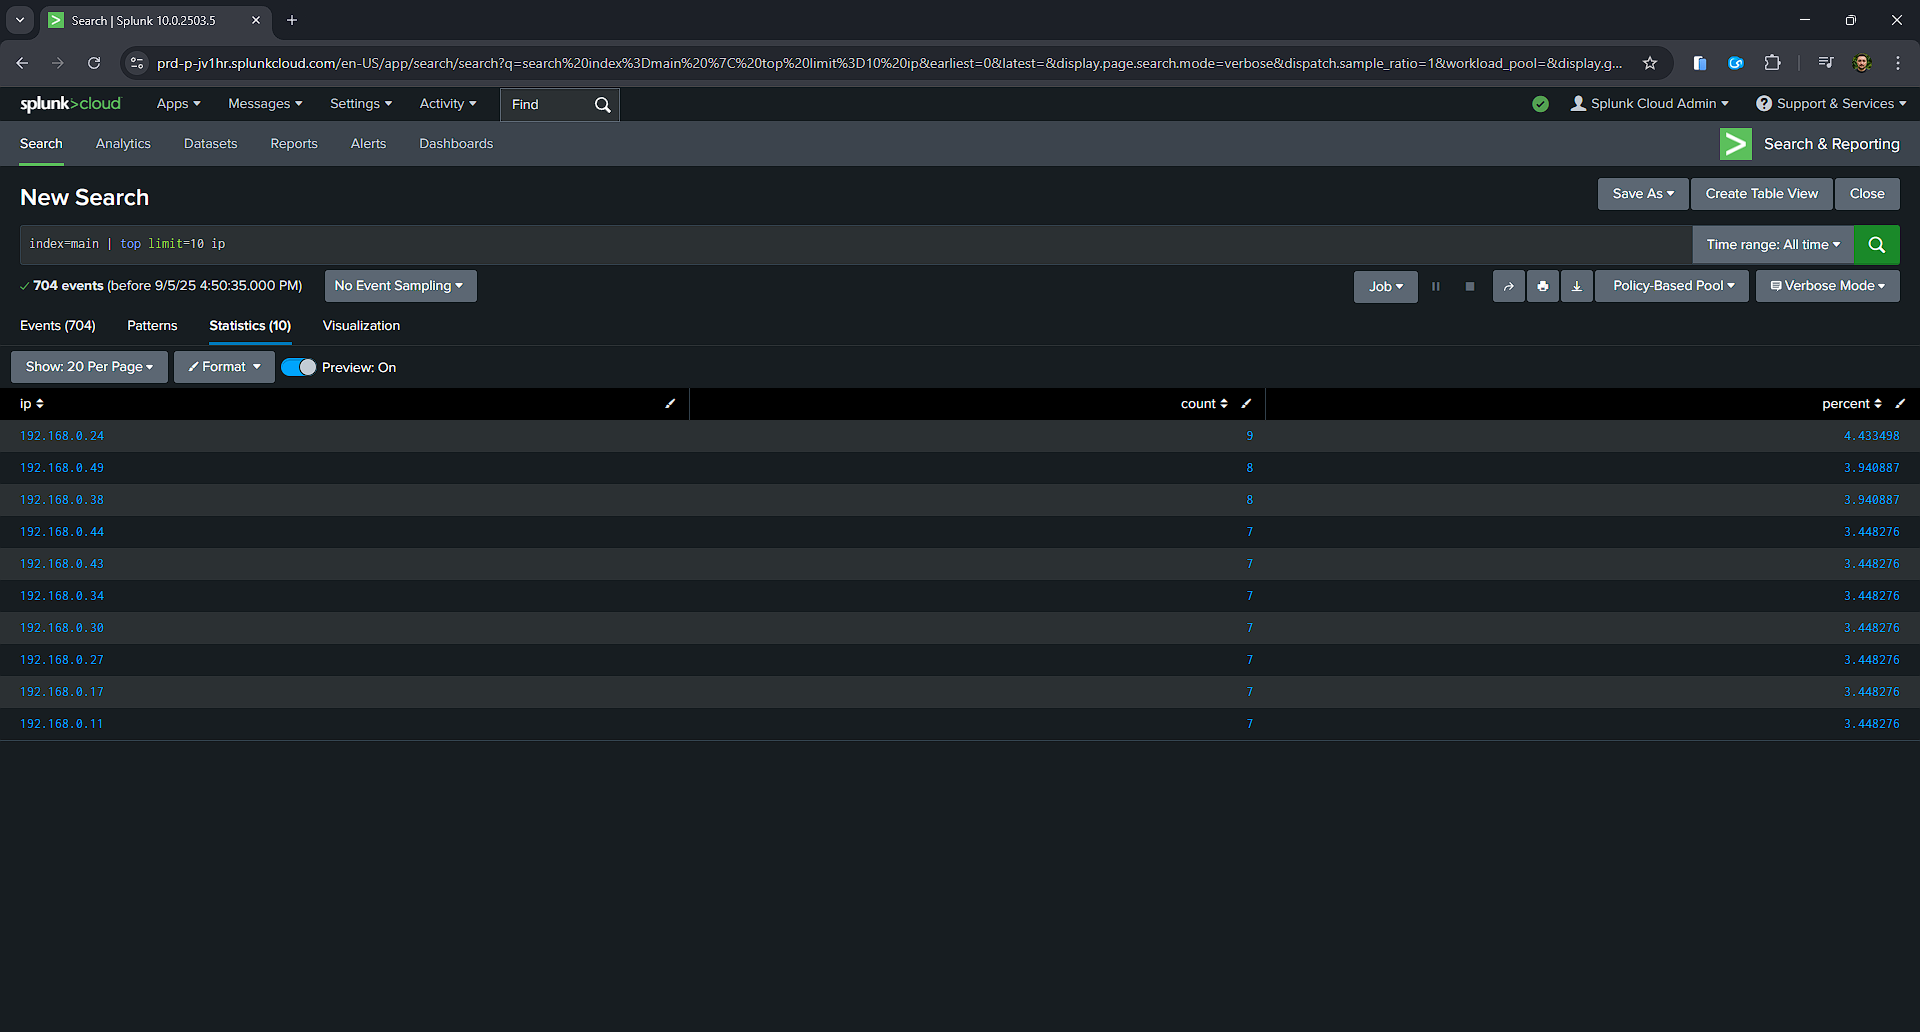 Search | Splunk 10.0.2503.5
prd-p-jv1hr.splunkcloud.com/en-US/app/search/search?q=search%20index%3Dmain%20%7C%20top%20limit%3D10%20ip&earliest=0&latest=&display.page.search.mode=verbose&dispatch.sample_ratio=1&workload_pool=&display.g...
splunk>cloud Apps Messages Settings Activity Find Splunk Cloud Admin Support & Services
Search Analytics Datasets Reports Alerts Dashboards Search & Reporting
New Search Save As Create Table View Close
index=main | top limit=10 ip Time range: All time
704 events (before 9/5/25 4:50:35.000 PM) No Event Sampling Job Policy-Based Pool Verbose Mode
Events (704) Patterns Statistics (10) Visualization
Show: 20 Per Page Format Preview: On
ip count percent
192.168.0.24 9 4.433498
192.168.0.49 8 3.940887
192.168.0.38 8 3.940887
192.168.0.44 7 3.448276
192.168.0.43 7 3.448276
192.168.0.34 7 3.448276
192.168.0.30 7 3.448276
192.168.0.27 7 3.448276
192.168.0.17 7 3.448276
192.168.0.11 7 3.448276